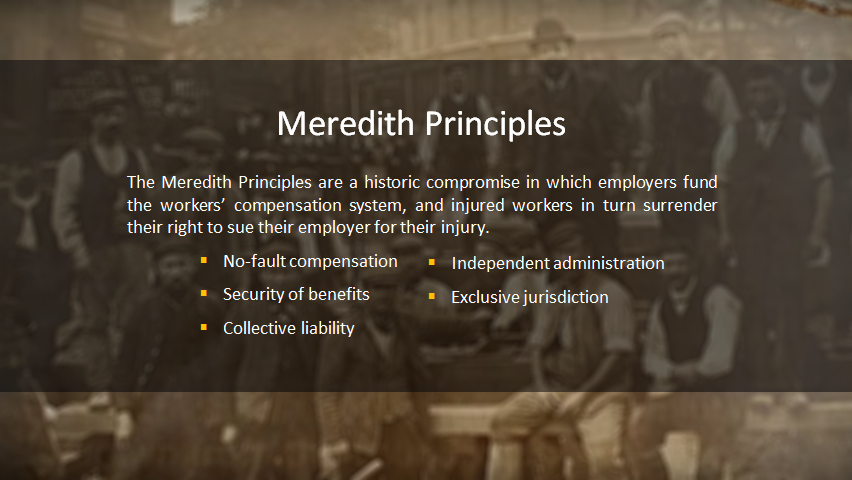 Meredith Principles
The Meredith Principles are a historic compromise in which employers fund
the workers’ compensation system, and injured workers in turn surrender
their right to sue their employer for their injury.
▪ No-fault compensation
▪ Security of benefits
▪ Collective liability
▪ Independent administration
▪ Exclusive jurisdiction